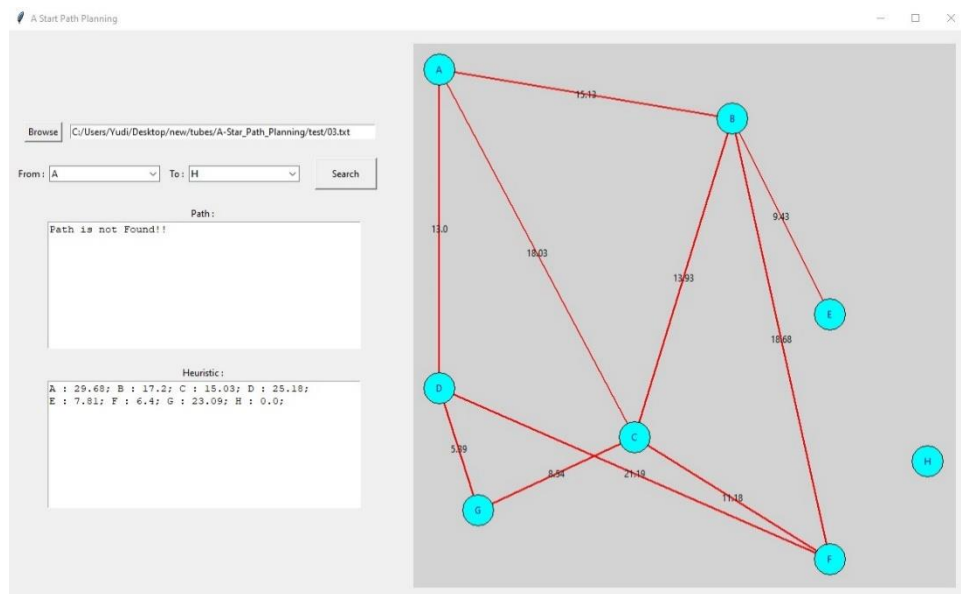 A Start Path Planning
Browse C:/Users/Yudi/Desktop/new/tubes/A-Star_Path_Planning/test/03.txt
From : A To : H Search
Path :
Path is not Found!!
Heuristic :
A : 29.68; B : 17.2; C : 15.03; D : 25.18;
E : 7.81; F : 6.4; G : 23.09; H : 0.0;
A
15.13
B
9.43
13.0
18.03
13.93
E
18.68
D
C
5.39
H
8.54
21.19
11.18
G
F